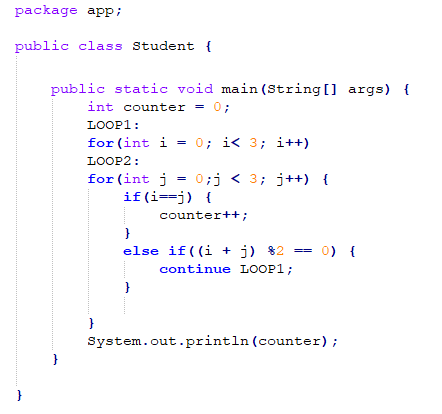 package app;
public class Student {
public static void main(String[] args) {
int counter = 0;
LOOP1:
for(int i = 0; i< 3; i++)
LOOP2:
for(int j = 0;j < 3; j++) {
if(i==j) {
counter++;
}
else if((i + j) %2 == 0) {
continue LOOP1;
}
}
System.out.println(counter);
}
}